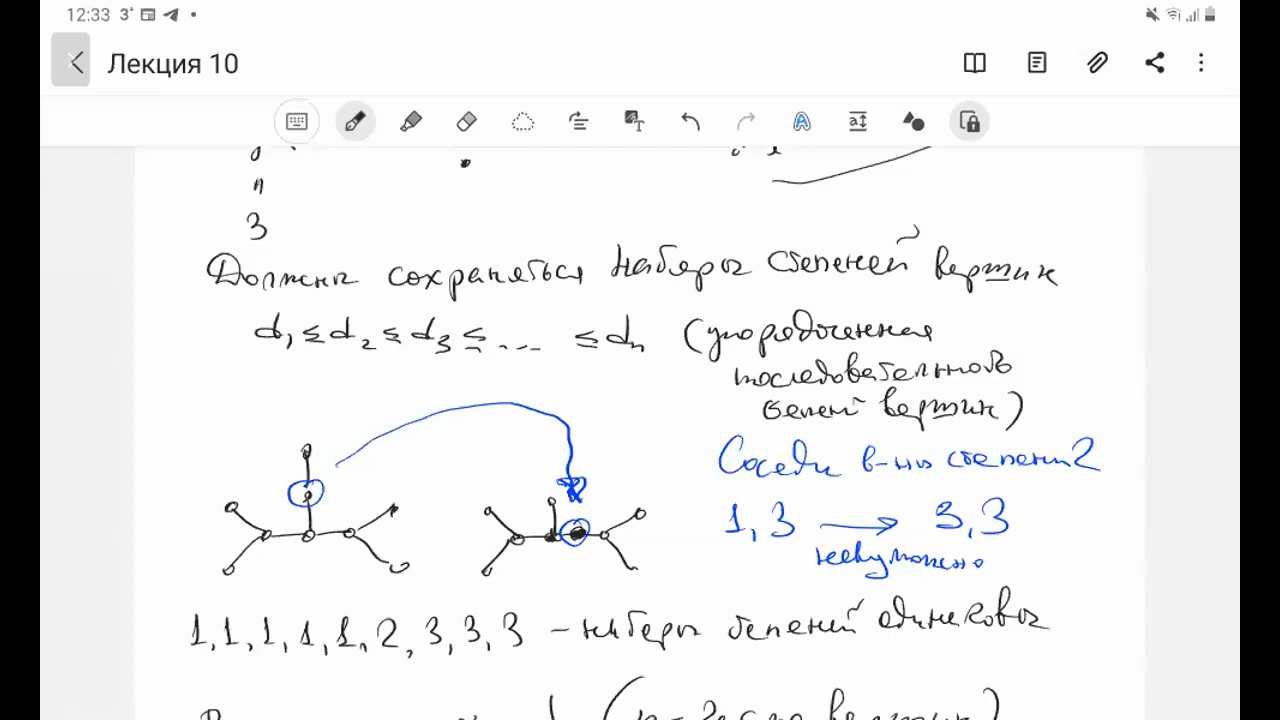 12:33 3°
Лекция 10
3
Должны сохраняться наборы степеней вершин
d₁ ≤ d₂ ≤ d₃ ≤ ... ≤ dₙ (упорядоченная
последовательность
степеней вершин)
Соседи в-ны степени 2
1, 3 → 3, 3
невозможно
1, 1, 1, 1, 1, 2, 3, 3, 3 – наборы степеней одинаковы